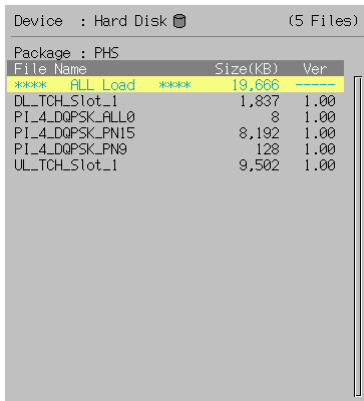 Device : Hard Disk (5 Files)
Package : PHS
File Name Size(KB) Ver
**** ALL Load **** 19,666 -----
DL_TCH_Slot_1 1,837 1.00
PI_4_DQPSK_ALL0 8 1.00
PI_4_DQPSK_PN15 8,192 1.00
PI_4_DQPSK_PN9 128 1.00
UL_TCH_Slot_1 9,502 1.00